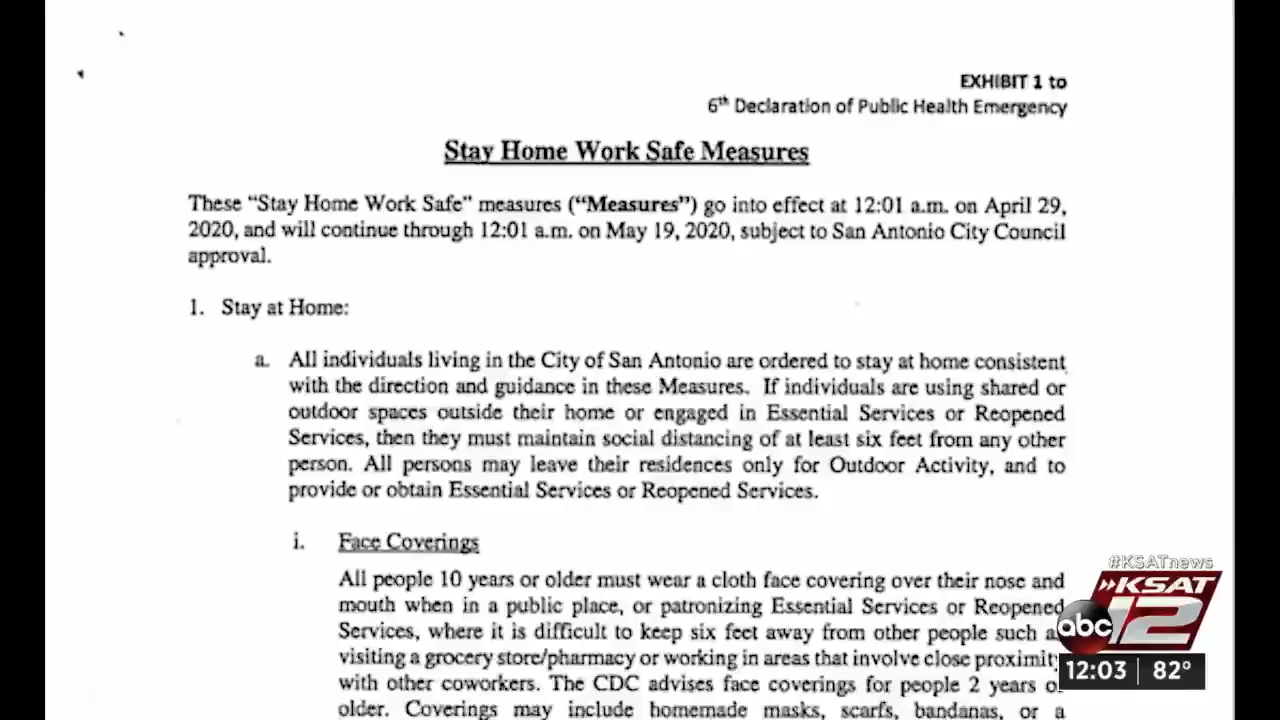 EXHIBIT 1 to
6th Declaration of Public Health Emergency
Stay Home Work Safe Measures
These “Stay Home Work Safe” measures (“Measures”) go into effect at 12:01 a.m. on April 29,
2020, and will continue through 12:01 a.m. on May 19, 2020, subject to San Antonio City Council
approval.
1. Stay at Home:
a. All individuals living in the City of San Antonio are ordered to stay at home consistent
with the direction and guidance in these Measures. If individuals are using shared or
outdoor spaces outside their home or engaged in Essential Services or Reopened
Services, then they must maintain social distancing of at least six feet from any other
person. All persons may leave their residences only for Outdoor Activity, and to
provide or obtain Essential Services or Reopened Services.
i. Face Coverings
All people 10 years or older must wear a cloth face covering over their nose and
mouth when in a public place, or patronizing Essential Services or Reopened
Services, where it is difficult to keep six feet away from other people such
visiting a grocery store/pharmacy or working in areas that involve close proximity
with other coworkers. The CDC advises face coverings for people 2 years
older. Coverings may include homemade masks, scarfs, bandanas, or a
#KSATnews
KSAT
abc 12
12:03 | 82°